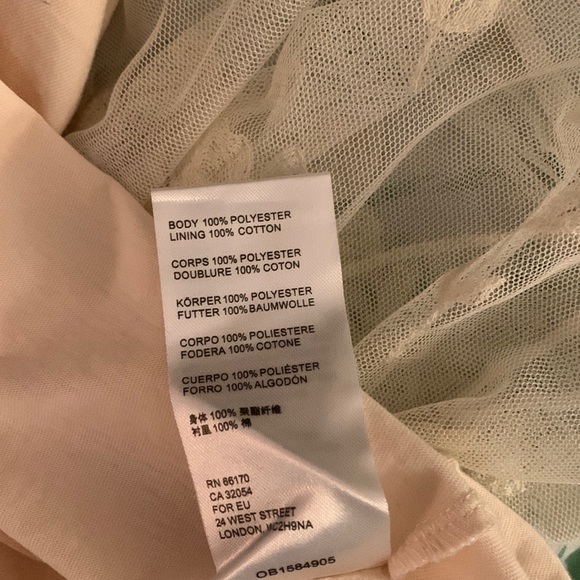 BODY 100% POLYESTER
LINING 100% COTTON
CORPS 100% POLYESTER
DOUBLURE 100% COTON
KÖRPER 100% POLYESTER
FUTTER 100% BAUMWOLLE
CORPO 100% POLIESTERE
FODERA 100% COTONE
CUERPO 100% POLIÉSTER
FORRO 100% ALGODÓN
身体 100% 聚酯纤维
衬里 100% 棉
RN 66170
CA 32054
FOR EU
24 WEST STREET
LONDON, WC2H9NA
OB1584905